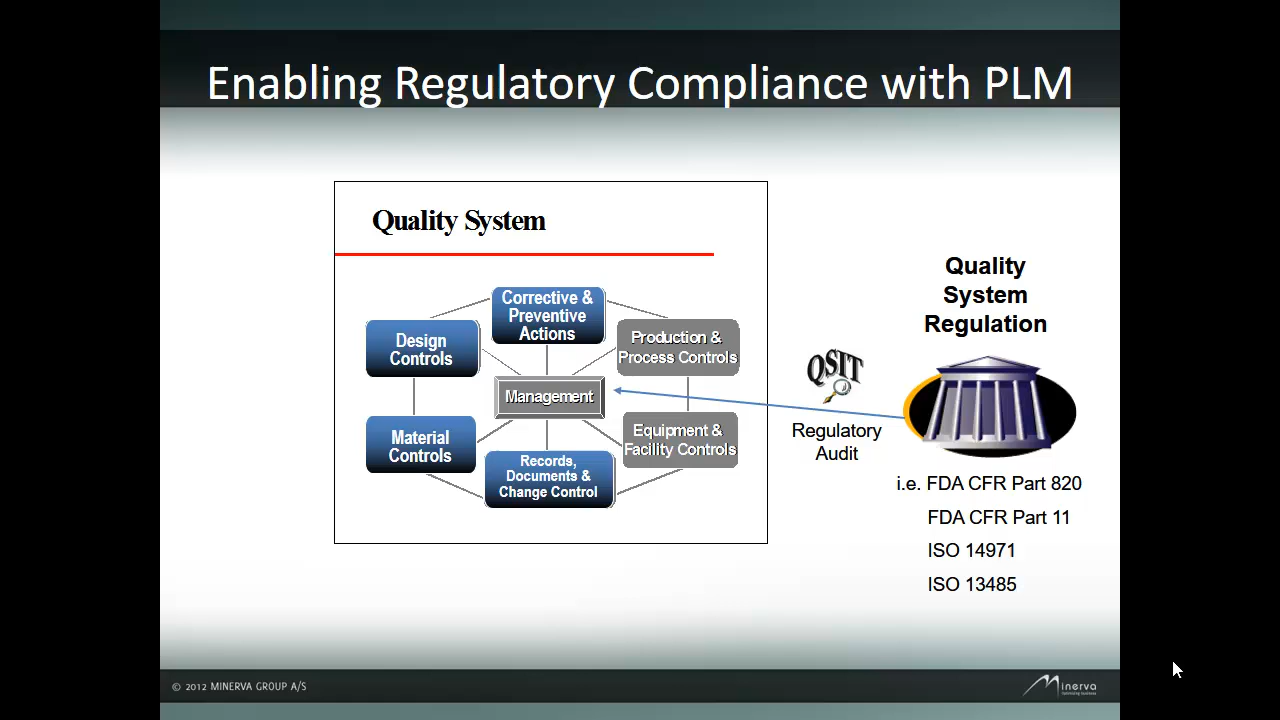 Enabling Regulatory Compliance with PLM
Quality System
Corrective &
Preventive
Actions
Design
Controls
Production &
Process Controls
Management
Material
Controls
Equipment &
Facility Controls
Records,
Documents &
Change Control
QSIT
Regulatory
Audit
Quality
System
Regulation
i.e. FDA CFR Part 820
FDA CFR Part 11
ISO 14971
ISO 13485
© 2012 MINERVA GROUP A/S
Minerva